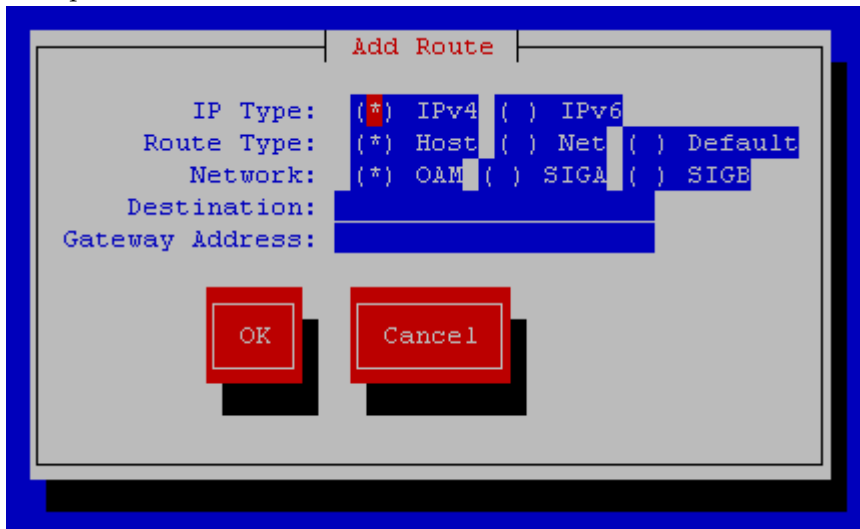 Add Route
IP Type: (*) IPv4 ( ) IPv6
Route Type: (*) Host ( ) Net ( ) Default
Network: (*) OAM ( ) SIGA ( ) SIGB
Destination:
Gateway Address:
OK Cancel